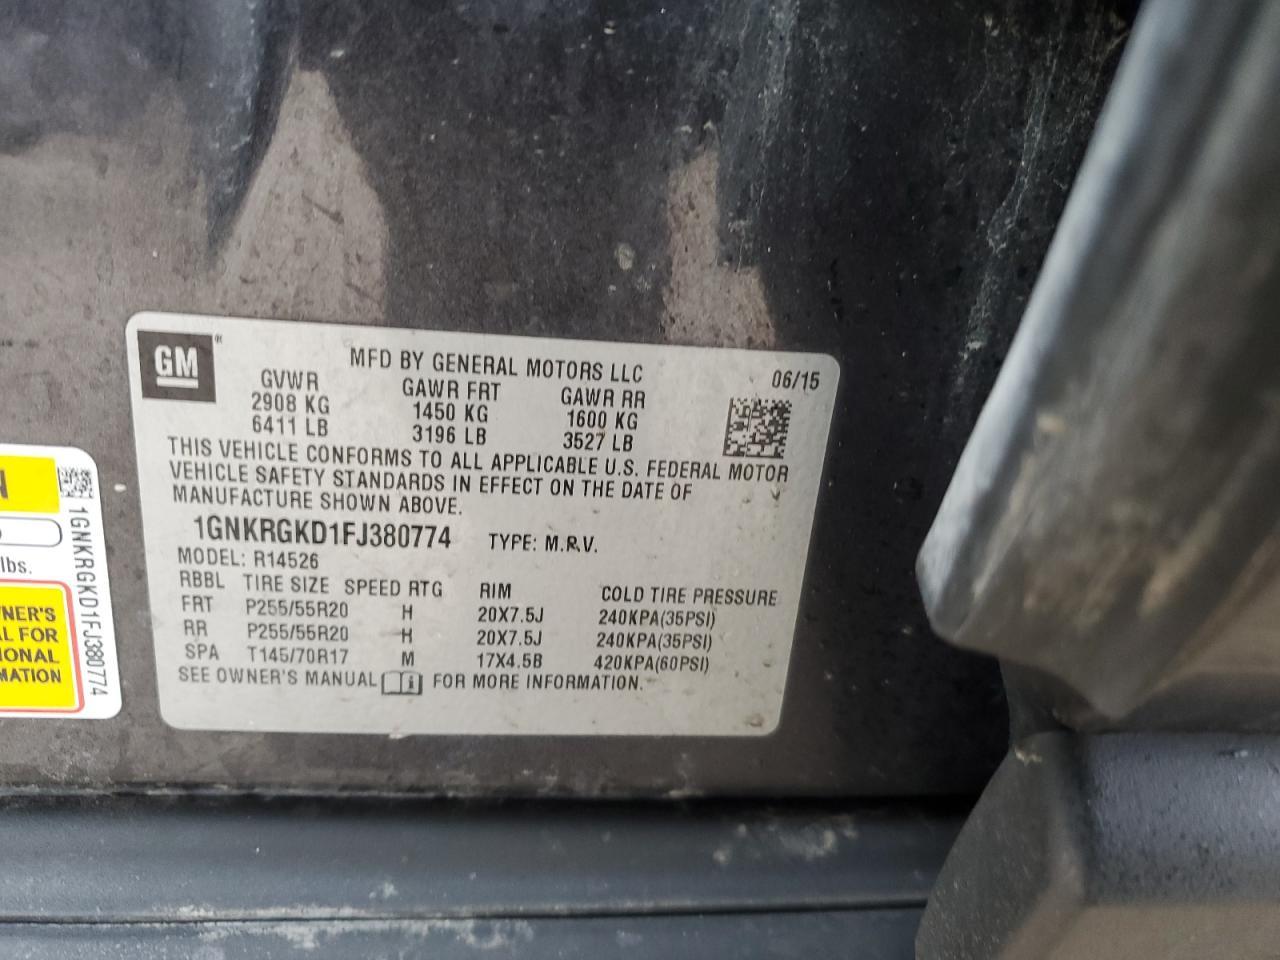 GM ®
MFD BY GENERAL MOTORS LLC 06/15
GVWR GAWR FRT GAWR RR
2908 KG 1450 KG 1600 KG
6411 LB 3196 LB 3527 LB
THIS VEHICLE CONFORMS TO ALL APPLICABLE U.S. FEDERAL MOTOR
VEHICLE SAFETY STANDARDS IN EFFECT ON THE DATE OF
MANUFACTURE SHOWN ABOVE.
1GNKRGKD1FJ380774 TYPE: M.R.V.
MODEL: R14526
RBBL TIRE SIZE SPEED RTG RIM COLD TIRE PRESSURE
FRT P255/55R20 H 20X7.5J 240KPA(35PSI)
RR P255/55R20 H 20X7.5J 240KPA(35PSI)
SPA T145/70R17 M 17X4.5B 420KPA(60PSI)
SEE OWNER'S MANUAL FOR MORE INFORMATION.
lbs.
NER'S
L FOR
IONAL
MATION
1GNKRGKD1FJ380774